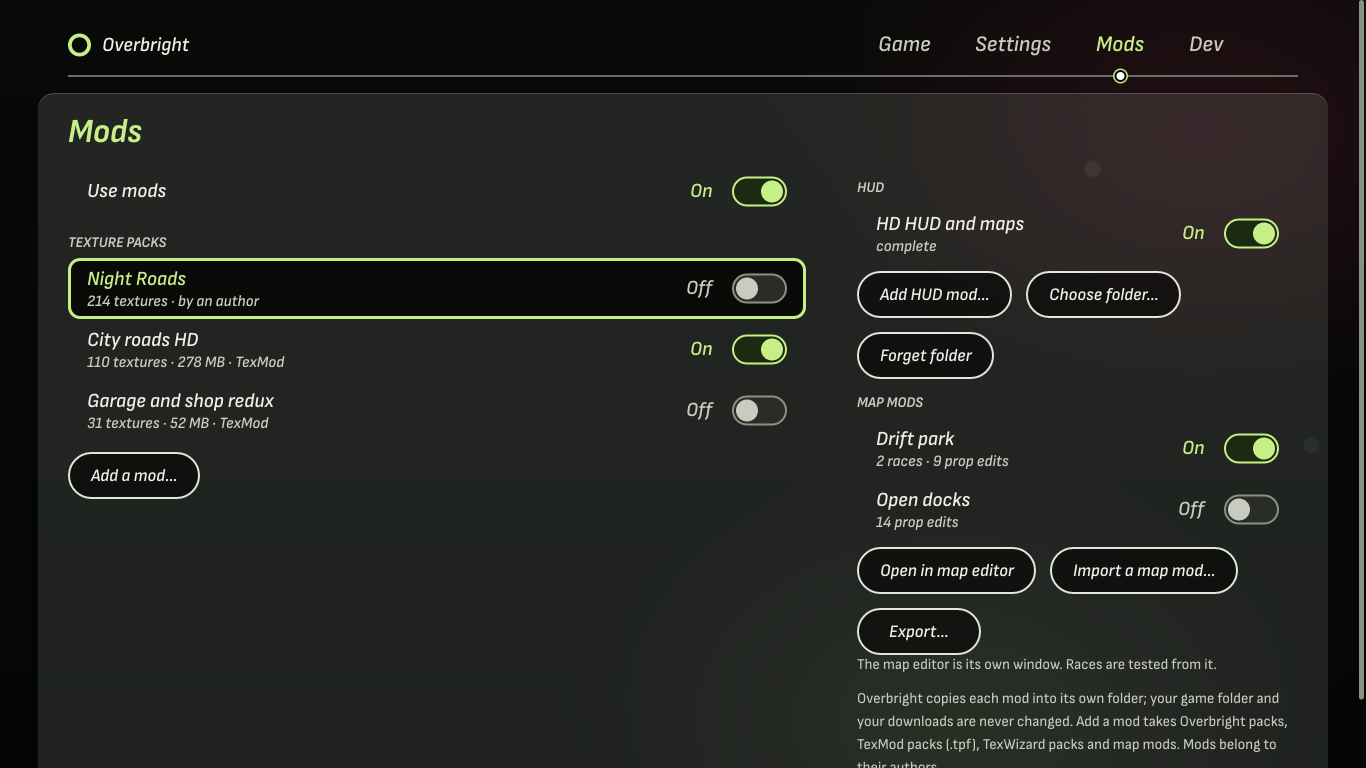 Overbright
Game
Settings
Mods
Dev
Mods
Use mods
On
TEXTURE PACKS
Night Roads
214 textures · by an author
Off
City roads HD
110 textures · 278 MB · TexMod
On
Garage and shop redux
31 textures · 52 MB · TexMod
Off
Add a mod...
HUD
HD HUD and maps
complete
On
Add HUD mod...
Choose folder...
Forget folder
MAP MODS
Drift park
2 races · 9 prop edits
On
Open docks
14 prop edits
Off
Open in map editor
Import a map mod...
Export...
The map editor is its own window. Races are tested from it.
Overbright copies each mod into its own folder; your game folder and
your downloads are never changed. Add a mod takes Overbright packs,
TexMod packs (.tpf), TexWizard packs and map mods. Mods belong to
their authors.